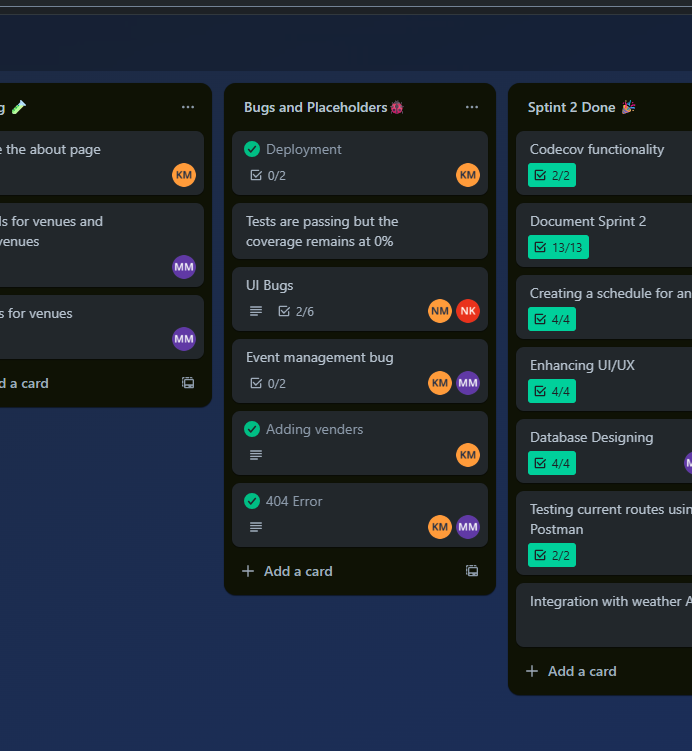 g
e the about page
KM
ls for venues and
venues
MM
s for venues
MM
d a card
Bugs and Placeholders
Deployment
0/2
KM
Tests are passing but the
coverage remains at 0%
UI Bugs
2/6
NM
NK
Event management bug
0/2
KM
MM
Adding venders
KM
404 Error
KM
MM
Add a card
Sptint 2 Done
Codecov functionality
2/2
Document Sprint 2
13/13
Creating a schedule for an
4/4
Enhancing UI/UX
4/4
Database Designing
4/4
M
Testing current routes usin
Postman
2/2
Integration with weather A
Add a card